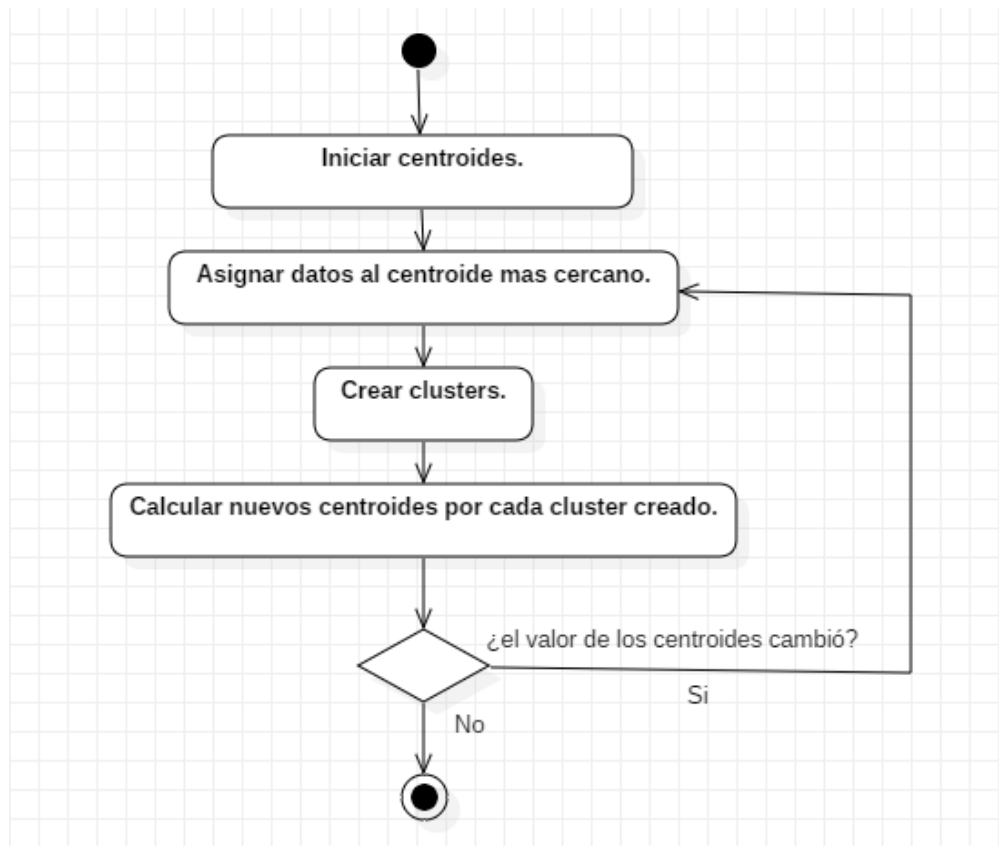 Iniciar centroides.
Asignar datos al centroide mas cercano.
Crear clusters.
Calcular nuevos centroides por cada cluster creado.
¿el valor de los centroides cambió?
Si
No